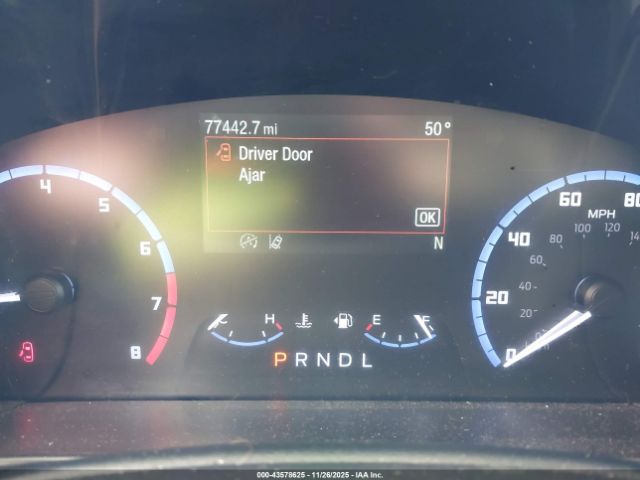 77442.7 mi 50°
Driver Door
Ajar
OK
N
4 5 6 7 8
C H E F
P R N D L
0 20 40 60 80
MPH
20 40 60 80 100 120
000-43578625 - 11/26/2025 - IAA Inc.